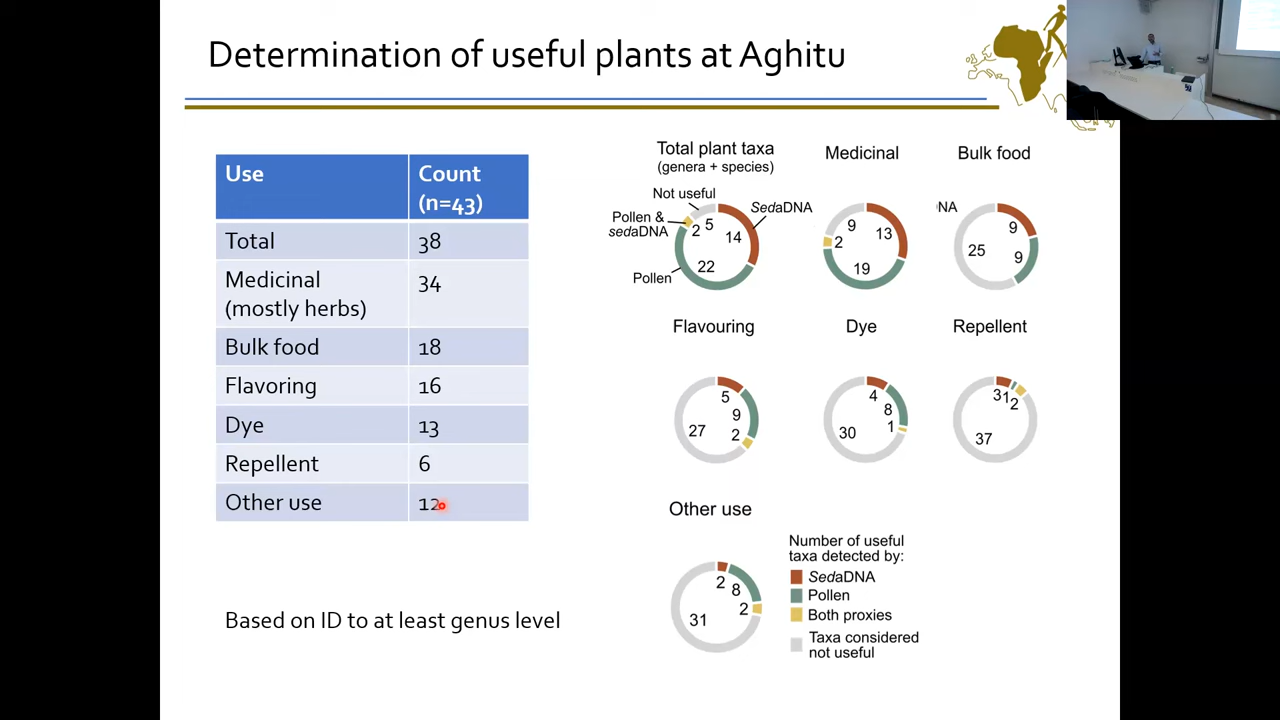 Determination of useful plants at Aghitu
Use
Count
(n=43)
Total
38
Medicinal
(mostly herbs)
34
Bulk food
18
Flavoring
16
Dye
13
Repellent
6
Other use
12
Based on ID to at least genus level
Total plant taxa
(genera + species)
Not useful
SedaDNA
Pollen &
sedaDNA
2
5
14
22
Pollen
Medicinal
9
13
2
19
Bulk food
NA
9
25
9
Flavouring
5
9
27
2
Dye
4
8
30
1
Repellent
3
1
2
37
Other use
2
8
2
31
Number of useful
taxa detected by:
SedaDNA
Pollen
Both proxies
Taxa considered
not useful